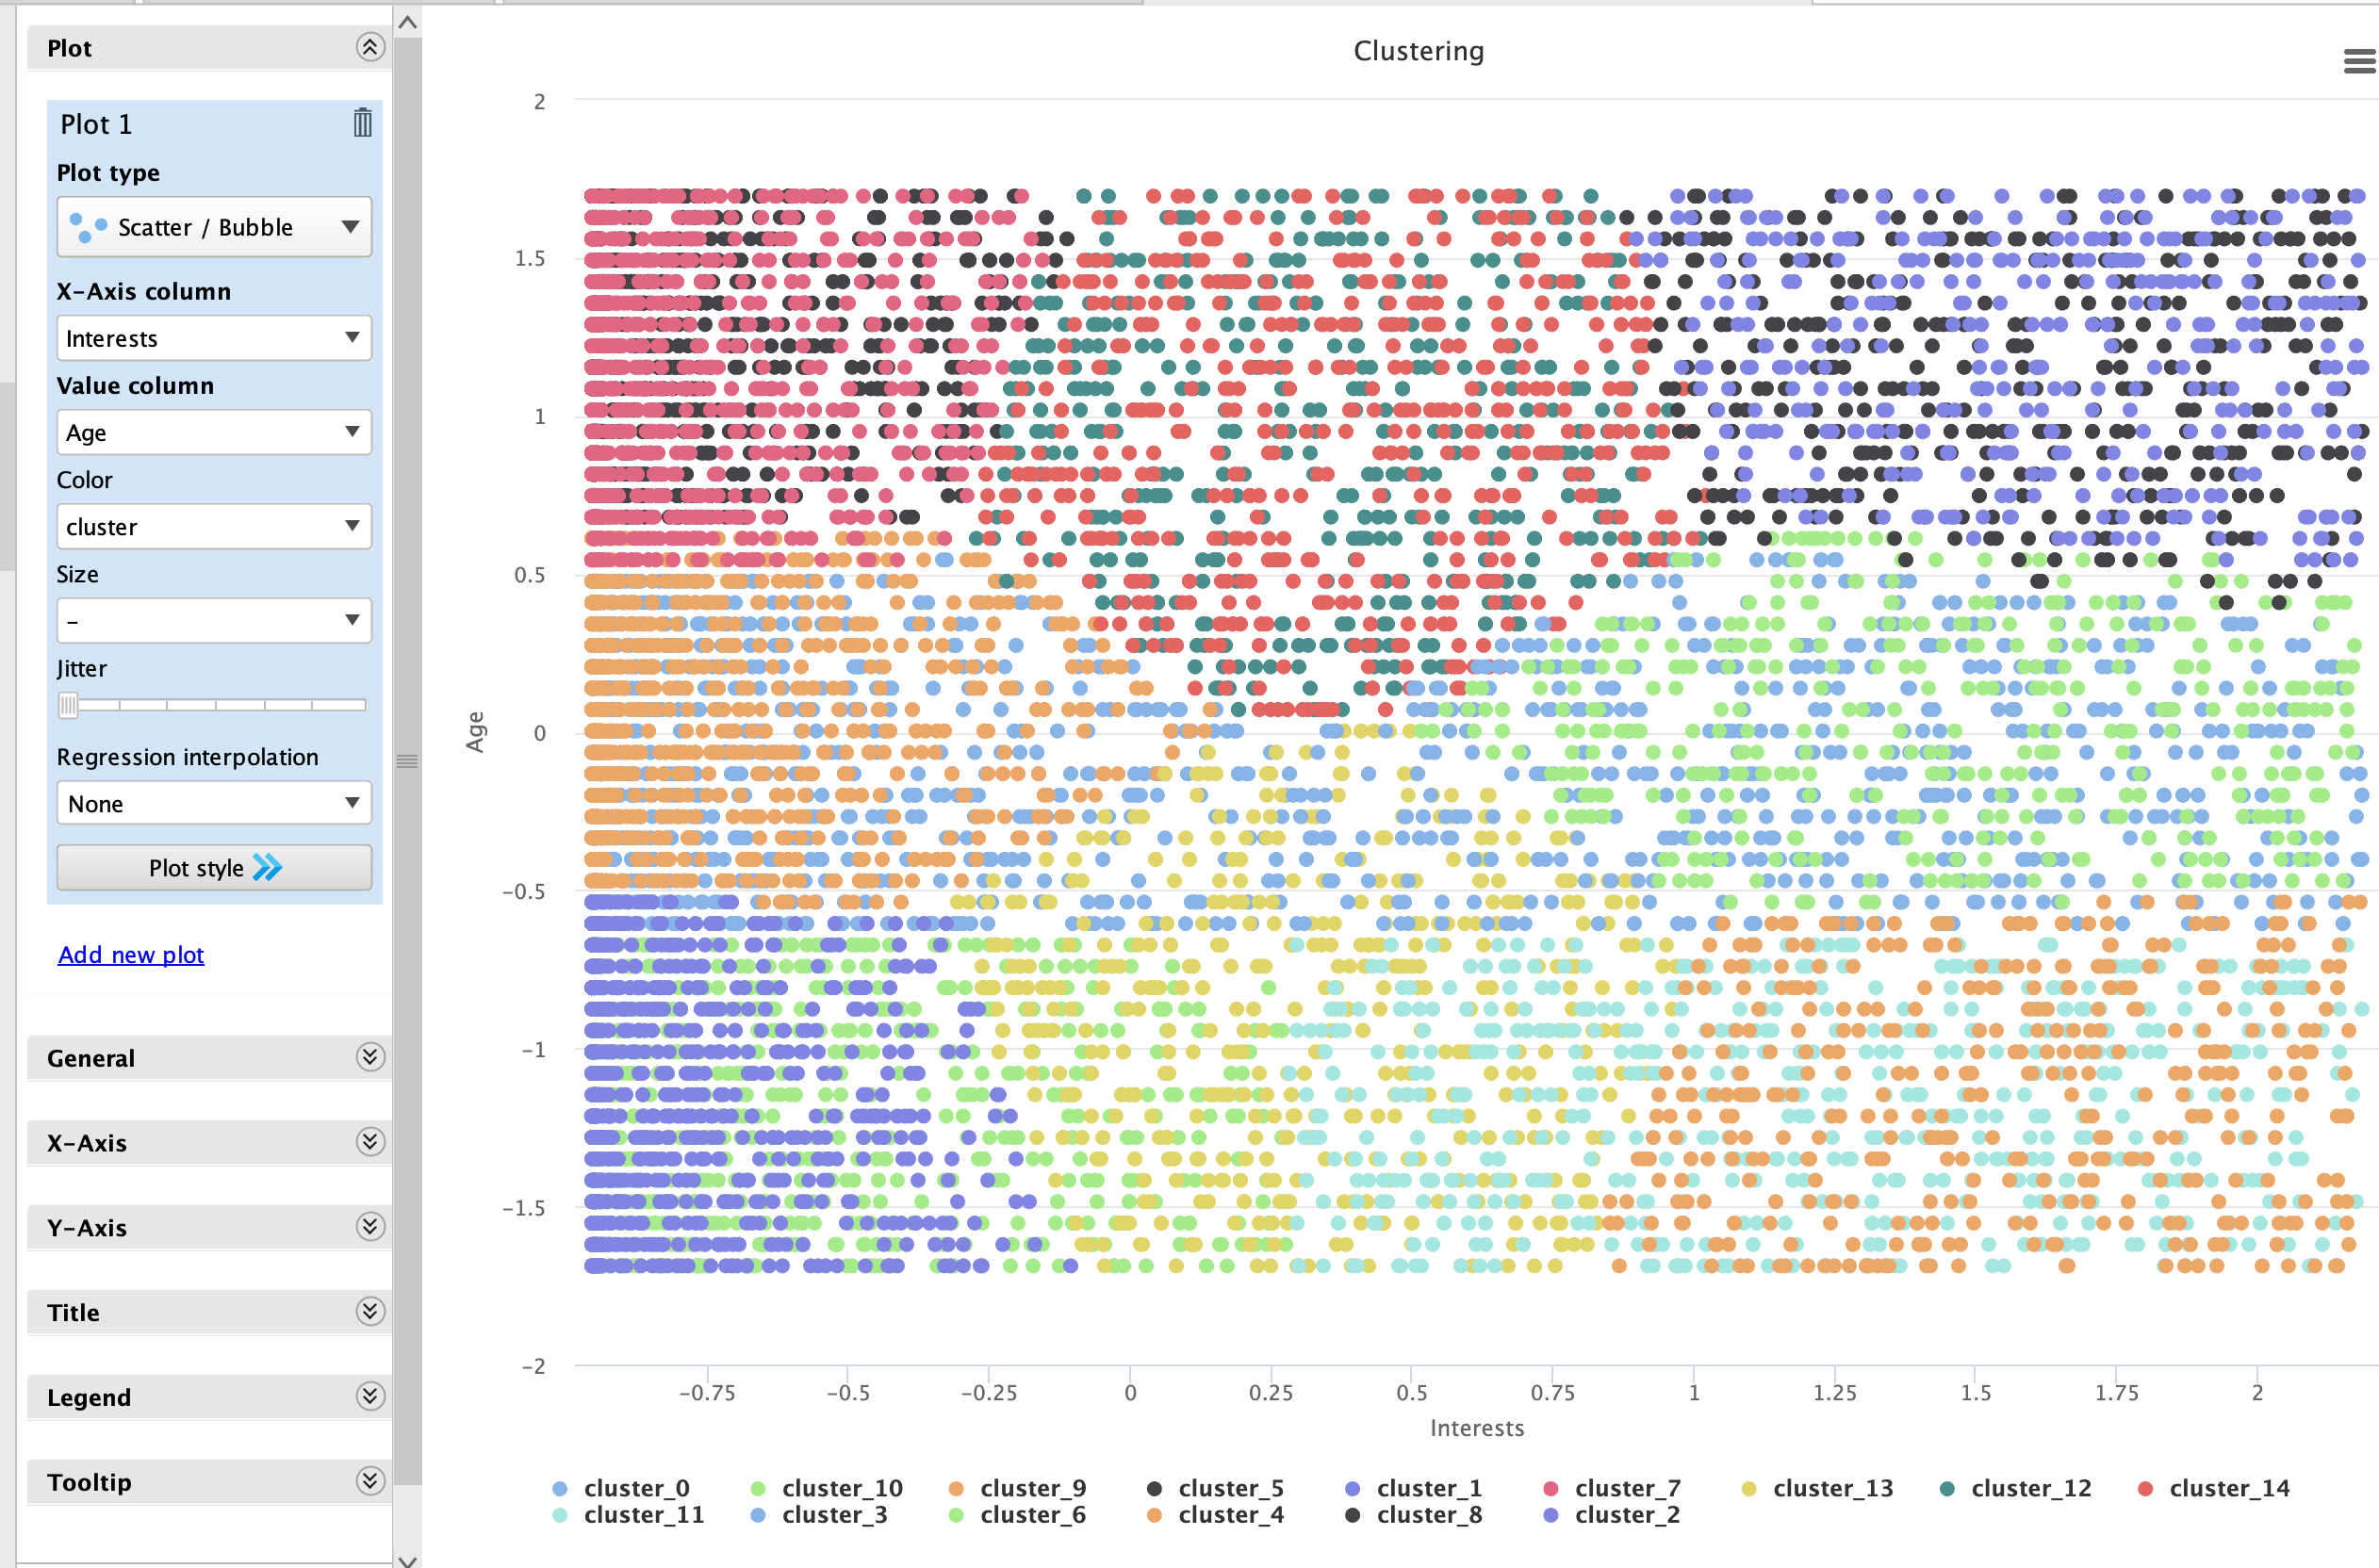 Plot
Plot 1
Plot type
Scatter / Bubble
X-Axis column
Interests
Value column
Age
Color
cluster
Size
–
Jitter
Regression interpolation
None
Plot style
Add new plot
General
X-Axis
Y-Axis
Title
Legend
Tooltip
Clustering
2
1.5
1
0.5
0
-0.5
-1
-1.5
-2
Age
-0.75 -0.5 -0.25 0 0.25 0.5 0.75 1 1.25 1.5 1.75 2
Interests
cluster_0 cluster_10 cluster_9 cluster_5 cluster_1 cluster_7 cluster_13 cluster_12 cluster_14
cluster_11 cluster_3 cluster_6 cluster_4 cluster_8 cluster_2